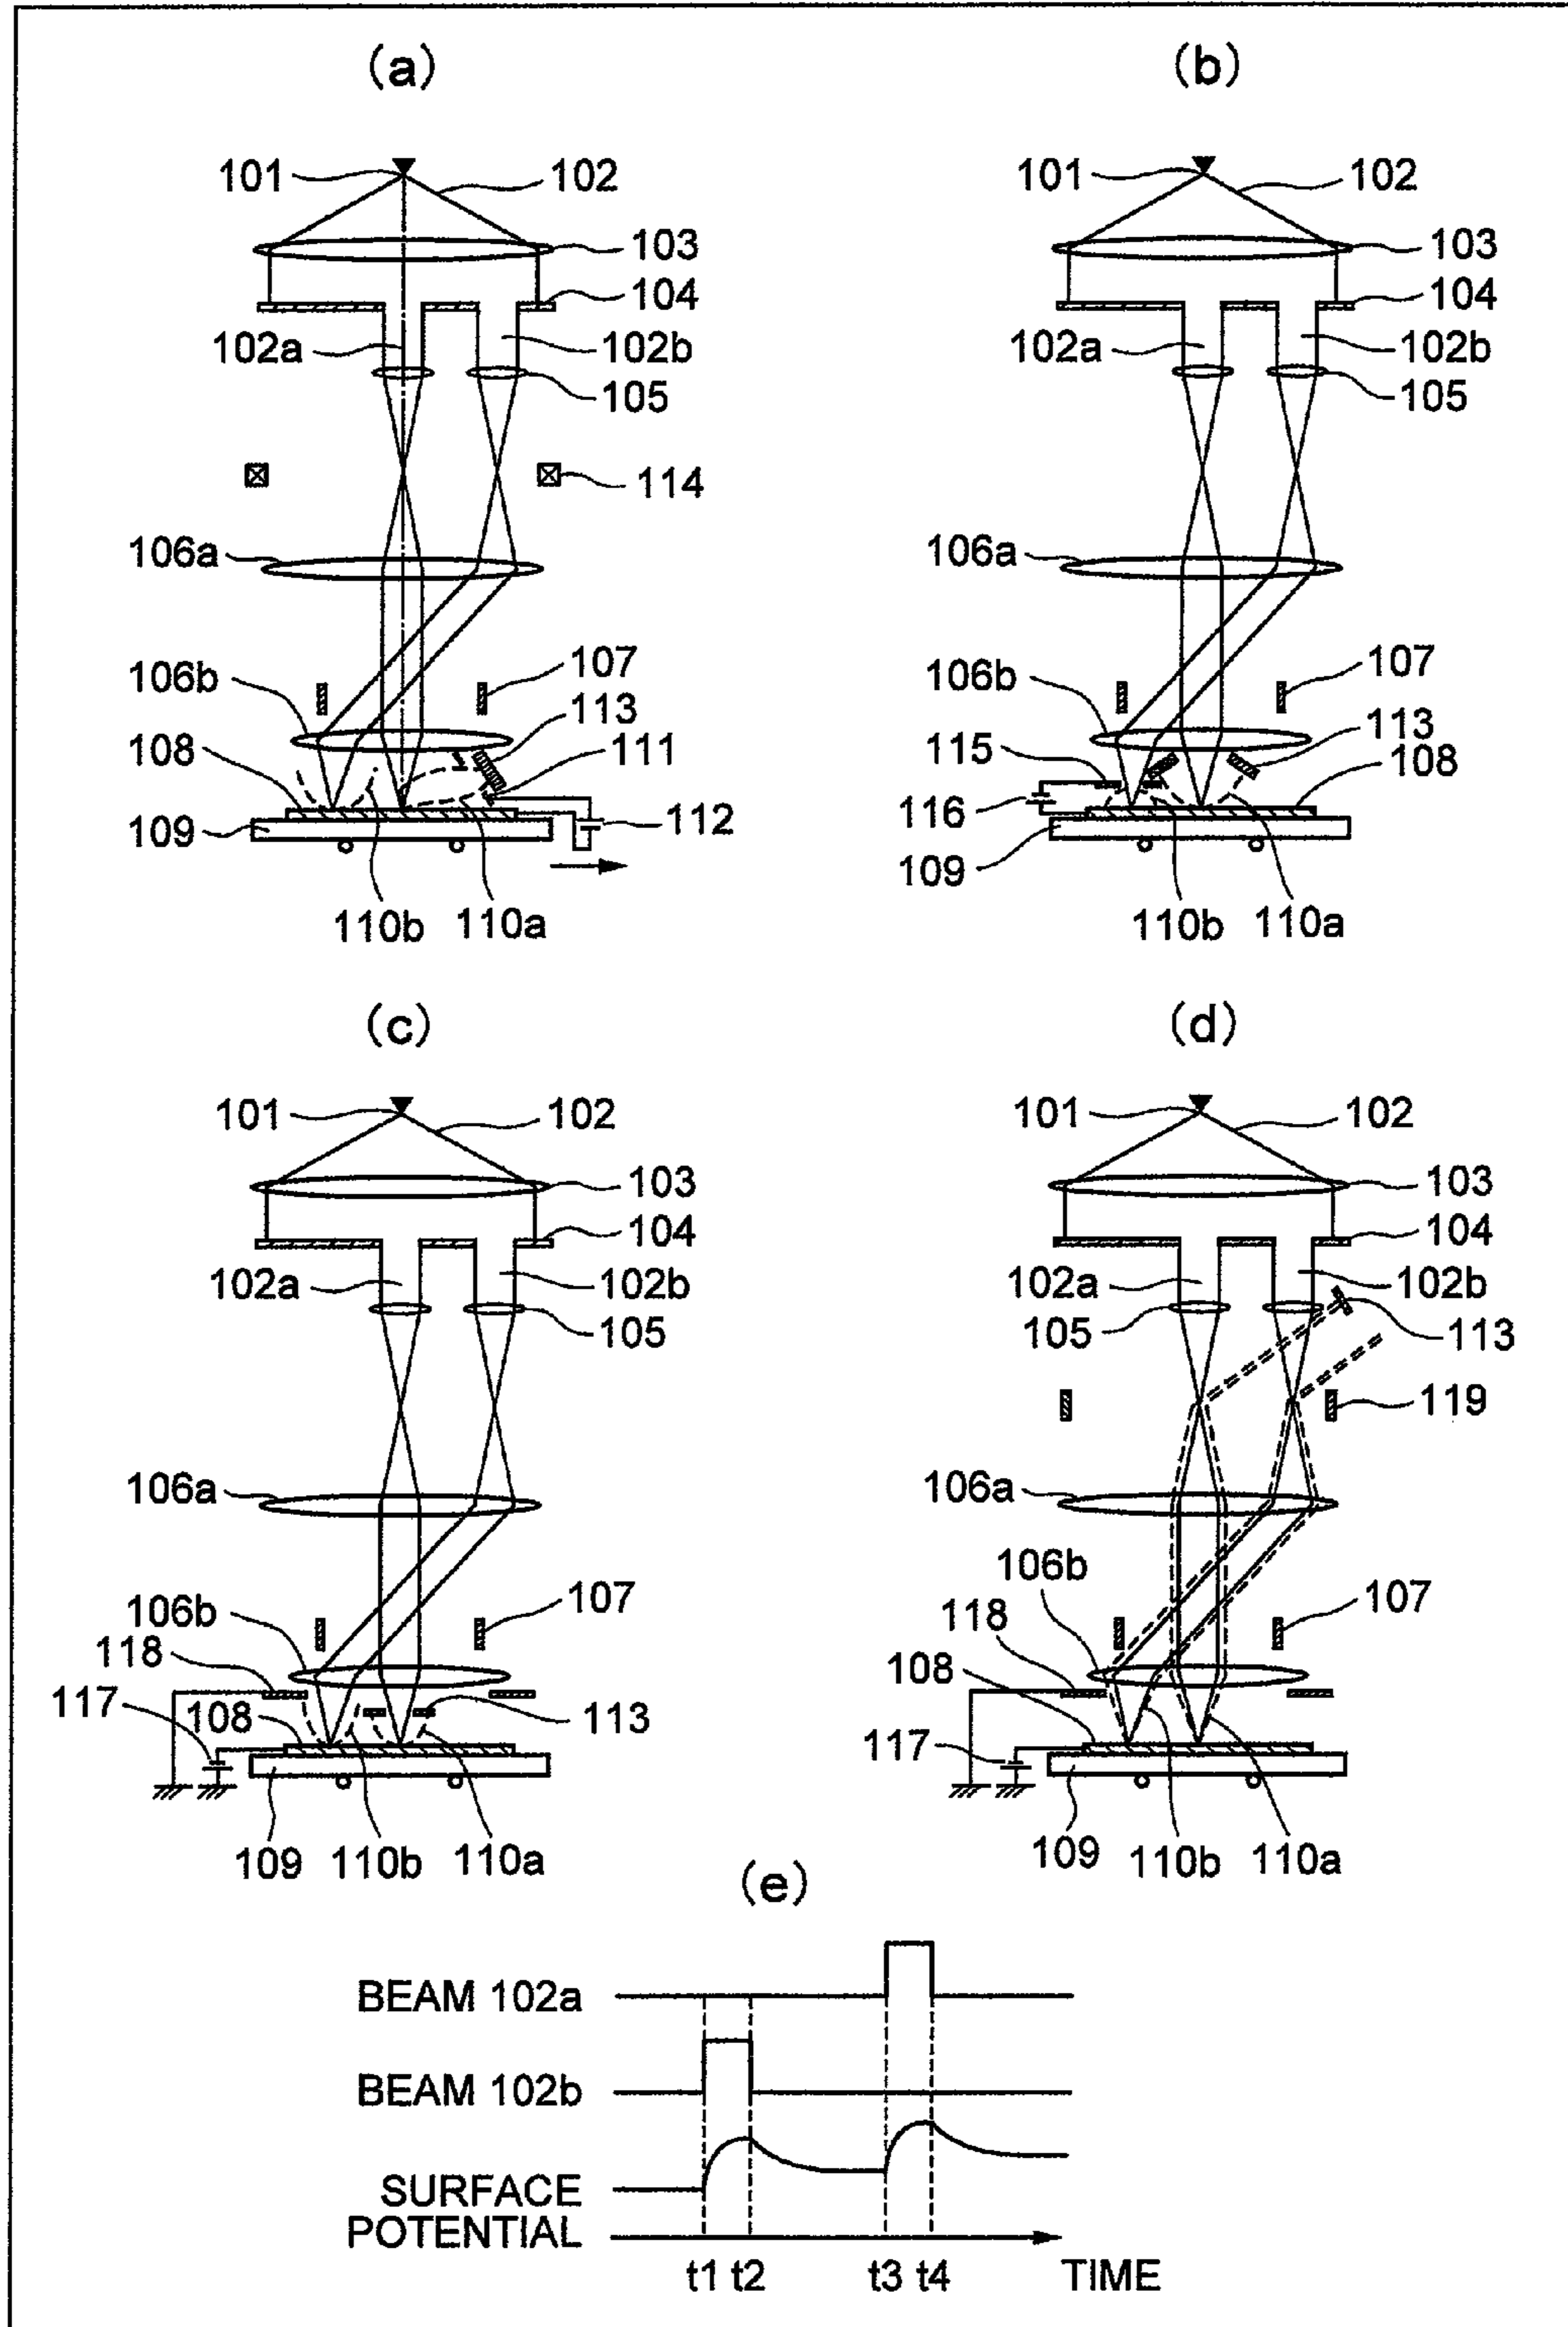 (a)
101
102
103
104
102a
102b
105
114
106a
106b
107
113
108
111
112
109
110b
110a
(b)
101
102
103
104
102a
102b
105
106a
106b
107
115
113
108
116
109
110b
110a
(c)
101
102
103
104
102a
102b
105
106a
106b
107
118
117
108
113
109
110b
110a
(d)
101
102
103
104
102a
102b
105
113
119
106a
106b
107
118
108
117
109
110b
110a
(e)
BEAM 102a
BEAM 102b
SURFACE
POTENTIAL
t1 t2 t3 t4 TIME